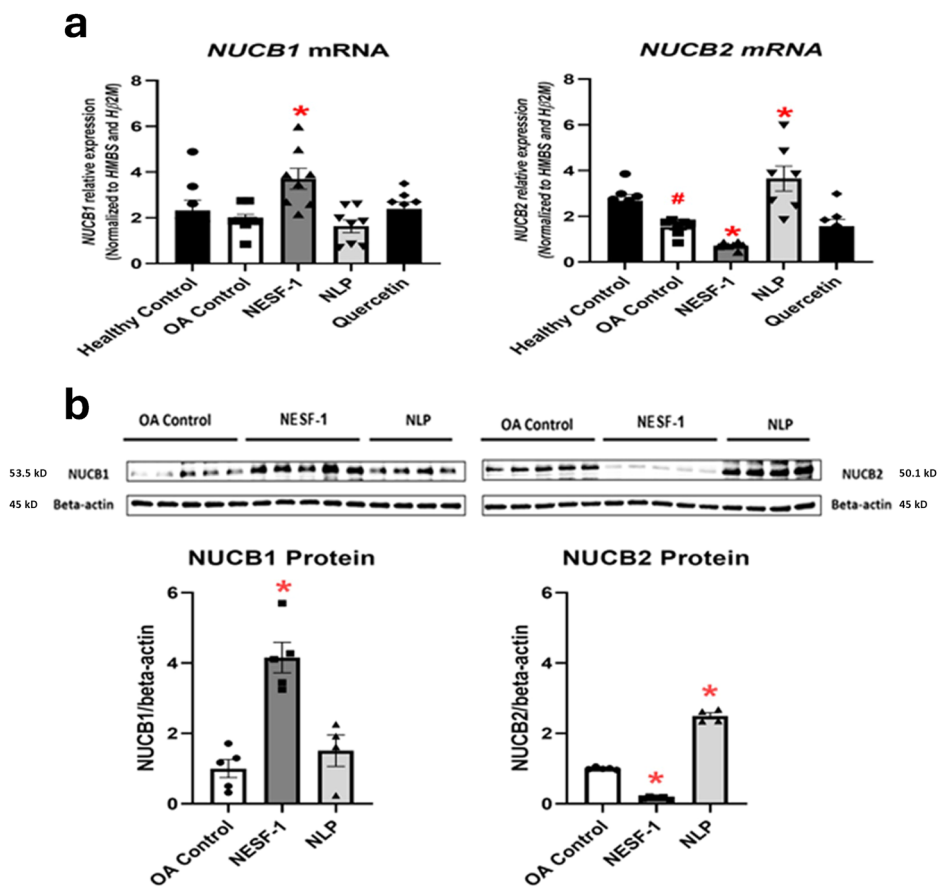 a
NUCB1 mRNA
NUCB1 relative expression
(Normalized to HMBS and Hβ2M)
8
6
4
2
0
*
Healthy Control
OA Control
NESF-1
NLP
Quercetin
NUCB2 mRNA
NUCB2 relative expression
(Normalized to HMBS and Hβ2M)
8
6
4
2
0
#
*
*
Healthy Control
OA Control
NESF-1
NLP
Quercetin
b
OA Control NESF-1 NLP
53.5 kD NUCB1
45 kD Beta-actin
OA Control NESF-1 NLP
NUCB2 50.1 kD
Beta-actin 45 kD
NUCB1 Protein
NUCB1/beta-actin
6
4
2
0
*
OA Control
NESF-1
NLP
NUCB2 Protein
NUCB2/beta-actin
6
4
2
0
*
*
OA Control
NESF-1
NLP